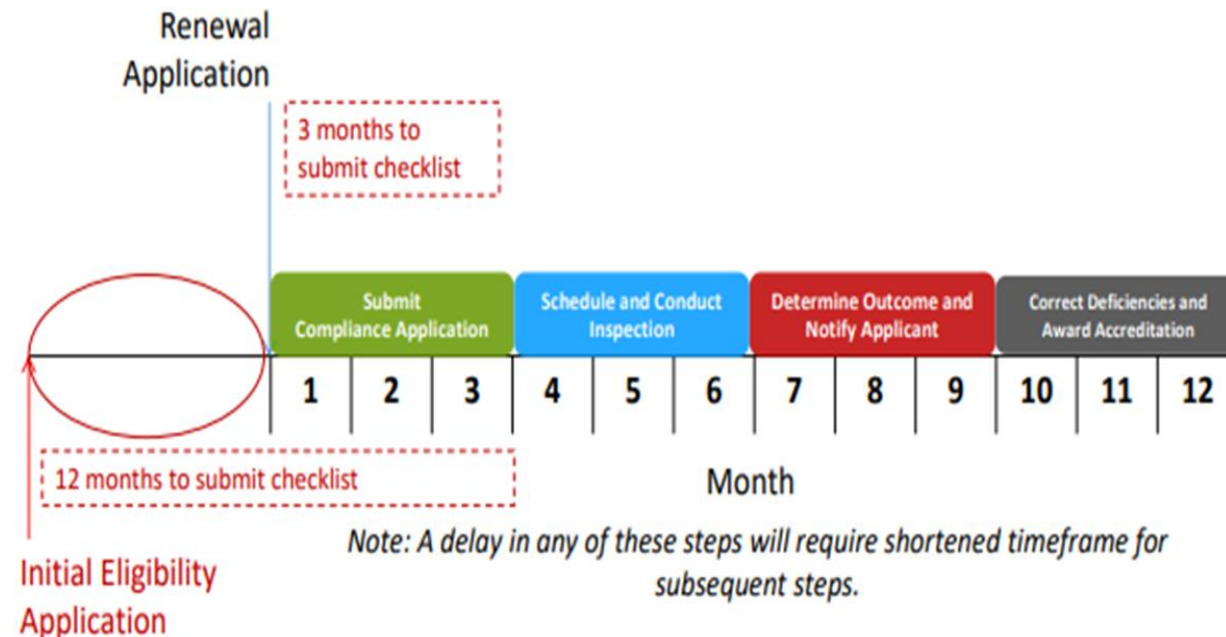 Renewal
Application
3 months to
submit checklist
Submit
Compliance Application
Schedule and Conduct
Inspection
Determine Outcome and
Notify Applicant
Correct Deficiencies and
Award Accreditation
1 2 3 4 5 6 7 8 9 10 11 12
12 months to submit checklist
Month
Note: A delay in any of these steps will require shortened timeframe for
subsequent steps.
Initial Eligibility
Application